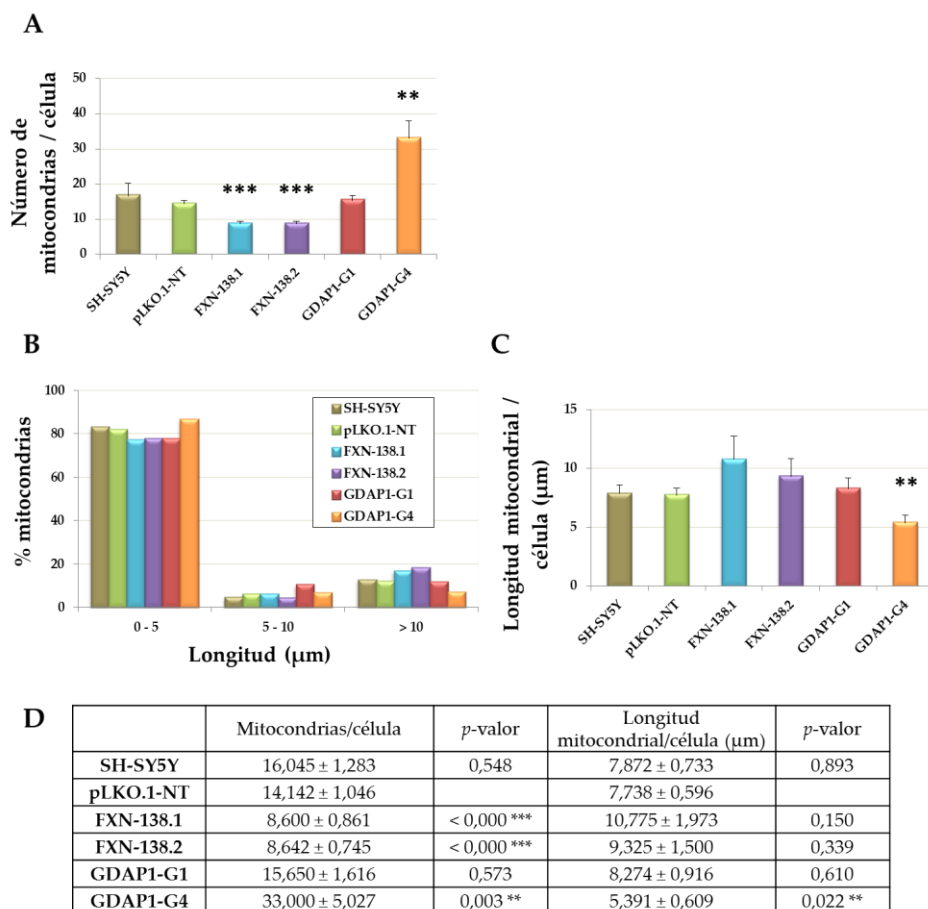 A
Número de
mitocondrias / célula
50
40
30
20
10
0
***
***
**
SH-SY5Y
pLKO.1-NT
FXN-138.1
FXN-138.2
GDAP1-G1
GDAP1-G4
B
% mitocondrias
100
80
60
40
20
0
SH-SY5Y
pLKO.1-NT
FXN-138.1
FXN-138.2
GDAP1-G1
GDAP1-G4
0 - 5
5 - 10
> 10
Longitud (µm)
C
Longitud mitocondrial /
célula (µm)
15
10
5
0
**
SH-SY5Y
pLKO.1-NT
FXN-138.1
FXN-138.2
GDAP1-G1
GDAP1-G4
D
Mitocondrias/célula p-valor Longitud mitocondrial/célula (µm) p-valor
SH-SY5Y 16,045 ± 1,283 0,548 7,872 ± 0,733 0,893
pLKO.1-NT 14,142 ± 1,046 7,738 ± 0,596
FXN-138.1 8,600 ± 0,861 < 0,000 *** 10,775 ± 1,973 0,150
FXN-138.2 8,642 ± 0,745 < 0,000 *** 9,325 ± 1,500 0,339
GDAP1-G1 15,650 ± 1,616 0,573 8,274 ± 0,916 0,610
GDAP1-G4 33,000 ± 5,027 0,003 ** 5,391 ± 0,609 0,022 **